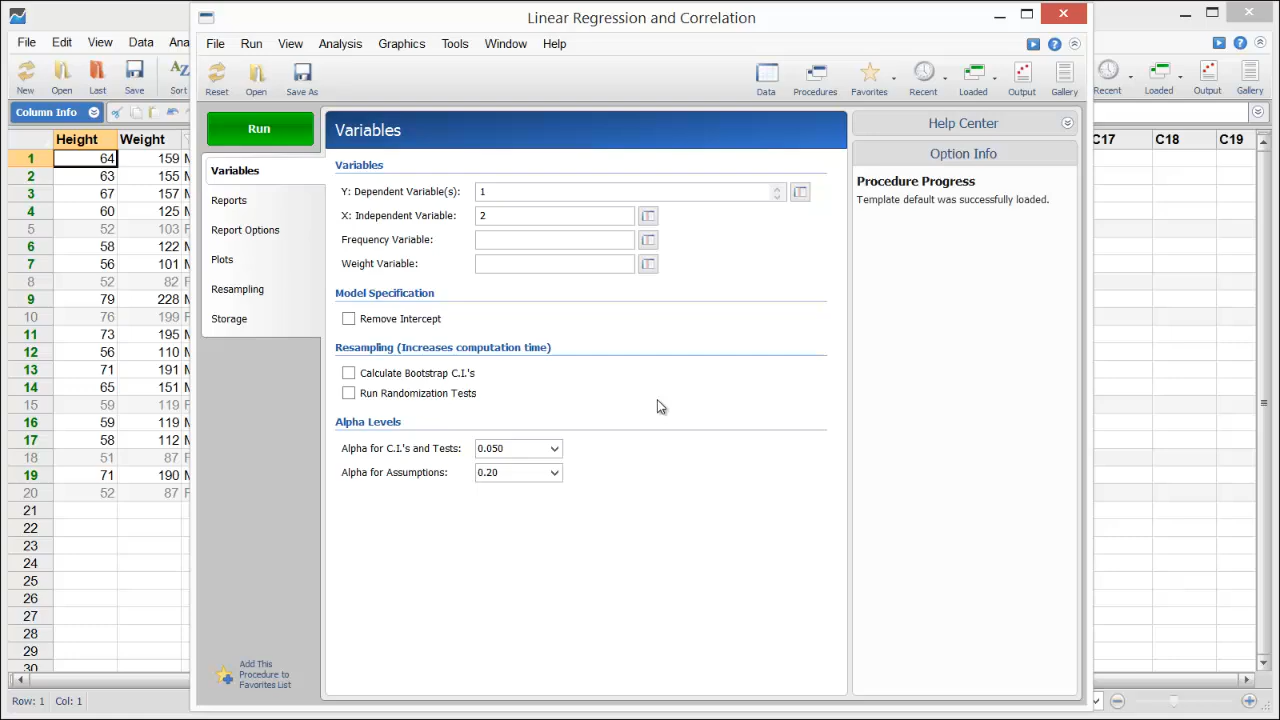 Linear Regression and Correlation
File Edit View Data Ana
New Open Last Save Sort
Column Info
Height Weight
1 64 159 M
2 63 155 M
3 67 157 M
4 60 125 M
5 52 103 F
6 58 122 M
7 56 101 M
8 52 82 F
9 79 228 M
10 76 199 F
11 73 195 M
12 56 110 M
13 71 191 M
14 65 151 M
15 59 119 F
16 59 119 M
17 58 112 M
18 51 87 F
19 71 190 M
20 52 87 F
21
22
23
24
25
26
27
28
29
30
Row: 1 Col: 1
File Run View Analysis Graphics Tools Window Help
Reset Open Save As
Data Procedures Favorites Recent Loaded Output Gallery
Run
Variables
Reports
Report Options
Plots
Resampling
Storage
Add This
Procedure to
Favorites List
Variables
Variables
Y: Dependent Variable(s): 1
X: Independent Variable: 2
Frequency Variable:
Weight Variable:
Model Specification
Remove Intercept
Resampling (Increases computation time)
Calculate Bootstrap C.I.'s
Run Randomization Tests
Alpha Levels
Alpha for C.I.'s and Tests: 0.050
Alpha for Assumptions: 0.20
Help Center
Option Info
Procedure Progress
Template default was successfully loaded.
Recent Loaded Output Gallery
C17 C18 C19